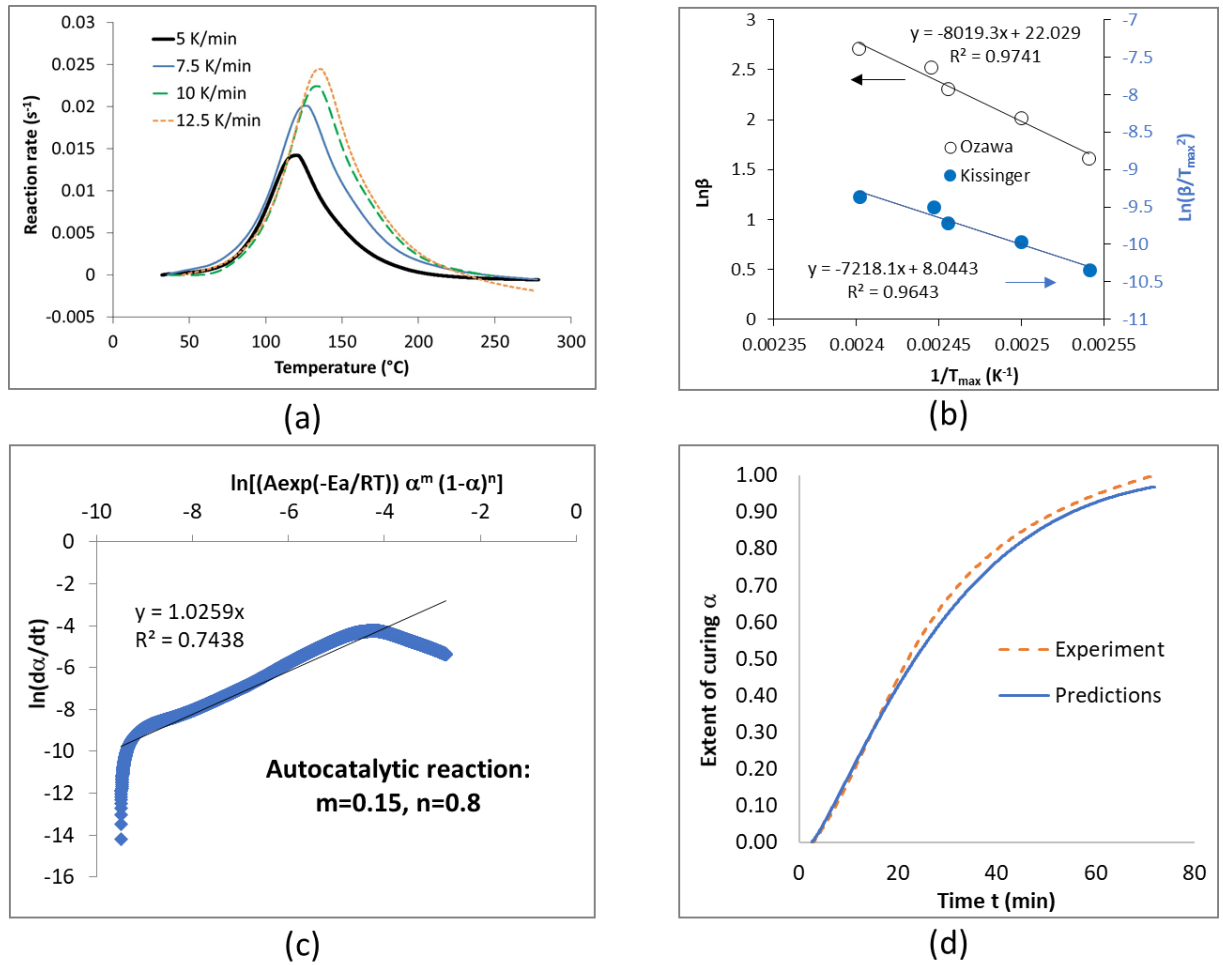 0.03
0.025
0.02
0.015
0.01
0.005
0
-0.005
Reaction rate (s⁻¹)
5 K/min
7.5 K/min
10 K/min
12.5 K/min
0 50 100 150 200 250 300
Temperature (°C)
(a)
3
2.5
2
1.5
1
0.5
0
Lnβ
y = -8019.3x + 22.029
R² = 0.9741
Ozawa
Kissinger
y = -7218.1x + 8.0443
R² = 0.9643
-7
-7.5
-8
-8.5
-9
-9.5
-10
-10.5
-11
Ln(β/Tmax²)
0.00235 0.0024 0.00245 0.0025 0.00255
1/Tmax (K⁻¹)
(b)
ln[(Aexp(-Ea/RT)) αᵐ (1-α)ⁿ]
-10 -8 -6 -4 -2 0
0
-2
-4
-6
-8
-10
-12
-14
-16
ln(dα/dt)
y = 1.0259x
R² = 0.7438
Autocatalytic reaction:
m=0.15, n=0.8
(c)
1.00
0.90
0.80
0.70
0.60
0.50
0.40
0.30
0.20
0.10
0.00
Extent of curing α
Experiment
Predictions
0 20 40 60 80
Time t (min)
(d)